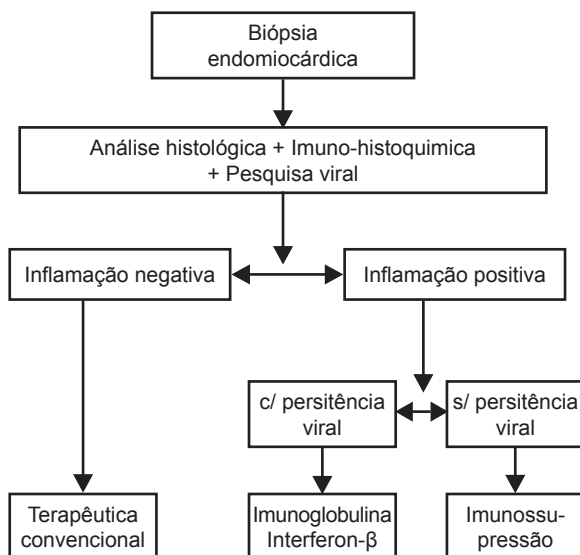 Biópsia
endomiocárdica
Análise histológica + Imuno-histoquimica
+ Pesquisa viral
Inflamação negativa
Inflamação positiva
c/ persitência
viral
s/ persitência
viral
Terapêutica
convencional
Imunoglobulina
Interferon-β
Imunossu-
pressão